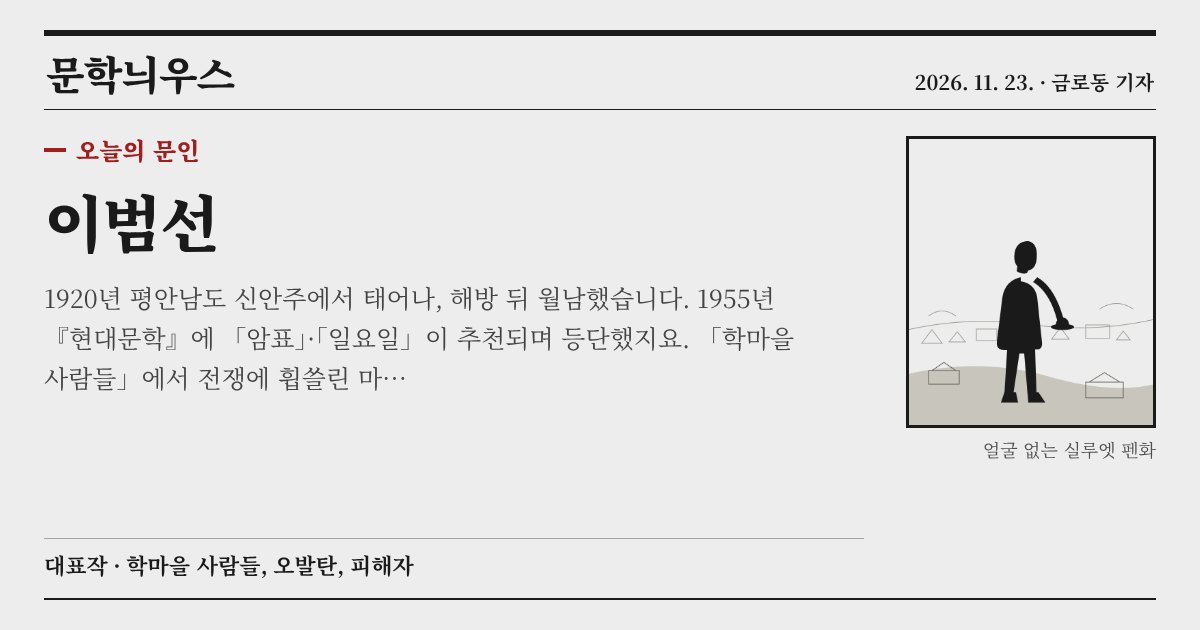 문학늬우스
2026. 11. 23. · 금로동 기자
오늘의 문인
이범선
1920년 평안남도 신안주에서 태어나, 해방 뒤 월남했습니다. 1955년
『현대문학』에 「암표」·「일요일」이 추천되며 등단했지요. 「학마을
사람들」에서 전쟁에 휩쓸린 마…
얼굴 없는 실루엣 펜화
대표작 · 학마을 사람들, 오발탄, 피해자